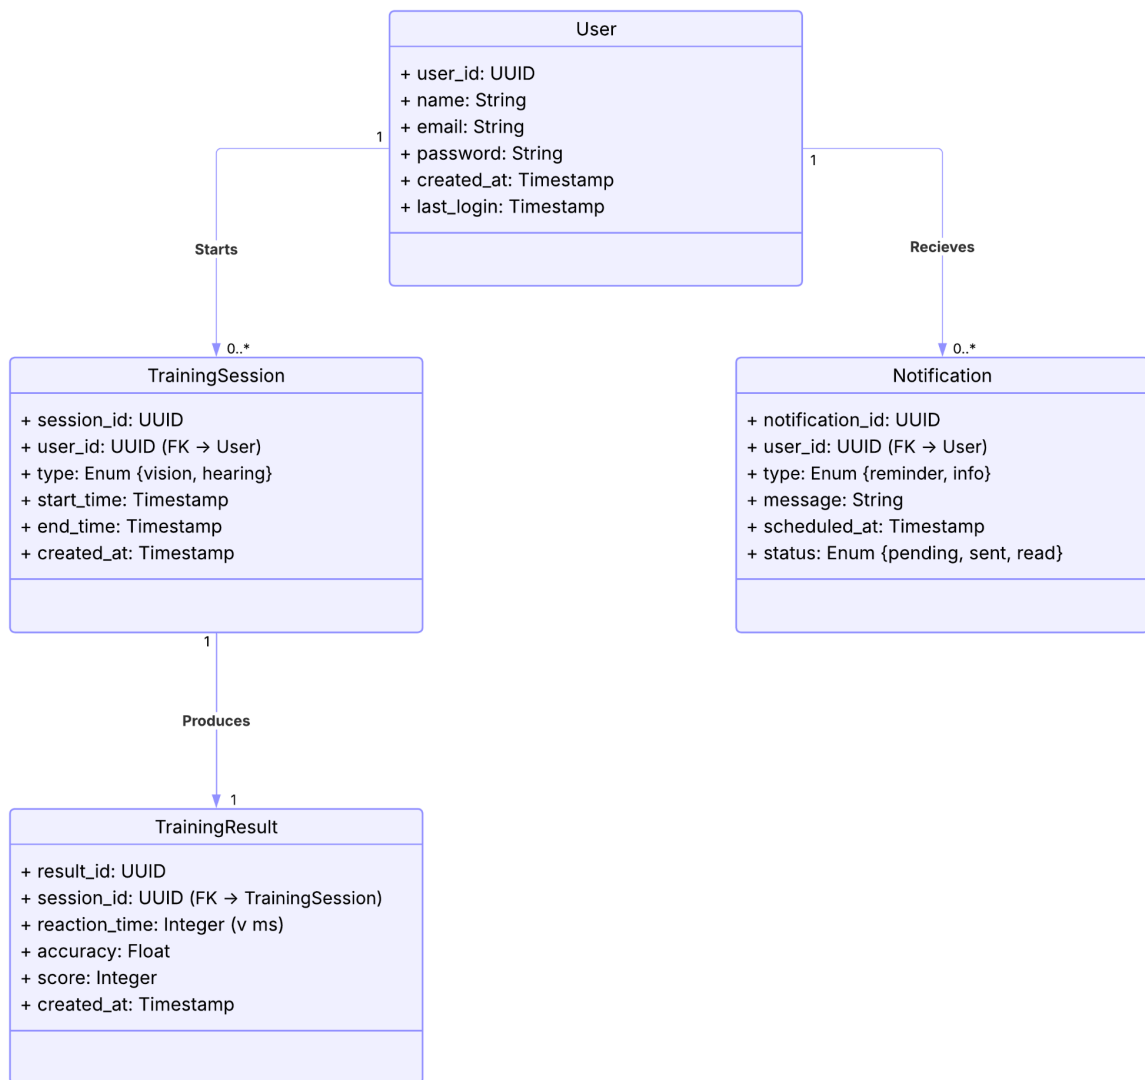 User
+ user_id: UUID
+ name: String
+ email: String
+ password: String
+ created_at: Timestamp
+ last_login: Timestamp
1
1
Starts
Recieves
0..*
0..*
TrainingSession
+ session_id: UUID
+ user_id: UUID (FK → User)
+ type: Enum {vision, hearing}
+ start_time: Timestamp
+ end_time: Timestamp
+ created_at: Timestamp
Notification
+ notification_id: UUID
+ user_id: UUID (FK → User)
+ type: Enum {reminder, info}
+ message: String
+ scheduled_at: Timestamp
+ status: Enum {pending, sent, read}
1
Produces
1
TrainingResult
+ result_id: UUID
+ session_id: UUID (FK → TrainingSession)
+ reaction_time: Integer (v ms)
+ accuracy: Float
+ score: Integer
+ created_at: Timestamp